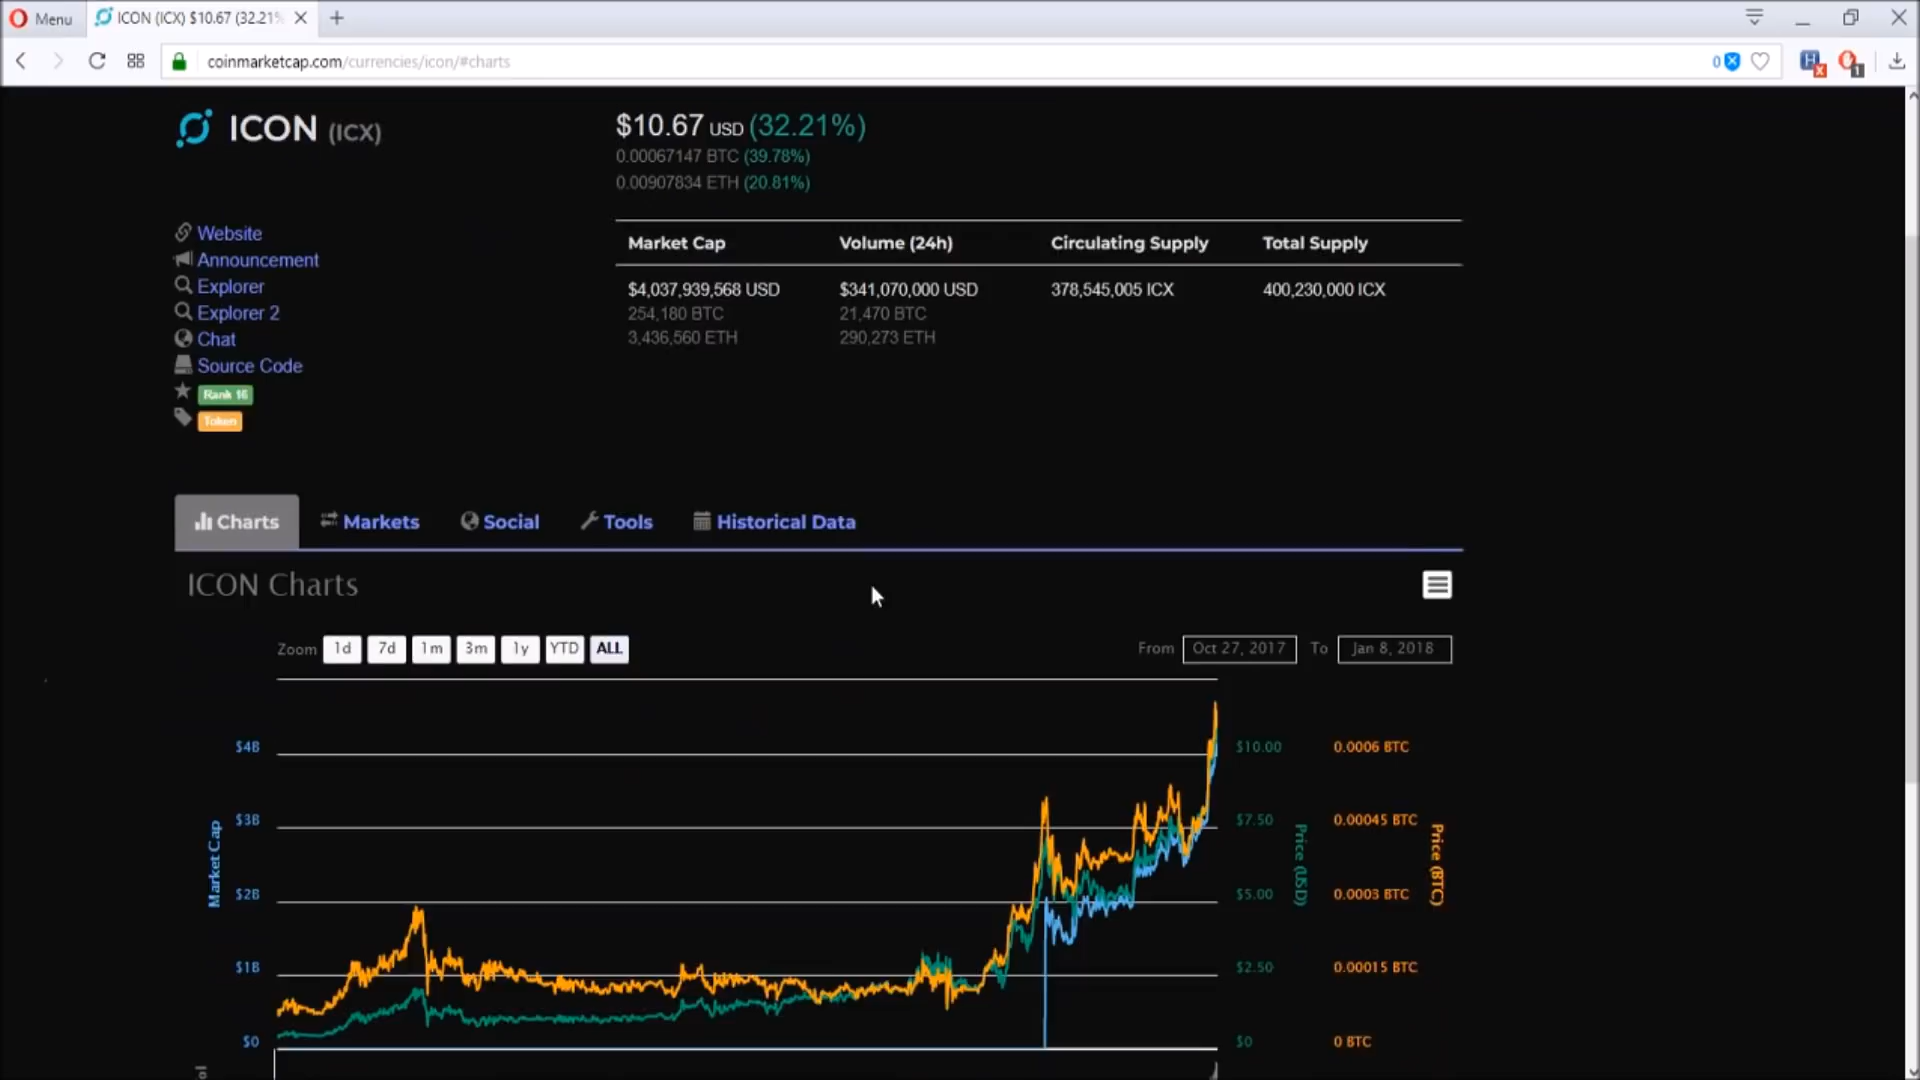 Menu
ICON (ICX) $10.67 (32.21%
coinmarketcap.com/currencies/icon/#charts
0
1
ICON (ICX)
$10.67 USD (32.21%)
0.00067147 BTC (39.78%)
0.00907834 ETH (20.81%)
Website
Announcement
Explorer
Explorer 2
Chat
Source Code
Rank 16
Token
Market Cap Volume (24h) Circulating Supply Total Supply
$4,037,939,568 USD $341,070,000 USD 378,545,005 ICX 400,230,000 ICX
254,180 BTC 21,470 BTC
3,436,560 ETH 290,273 ETH
Charts Markets Social Tools Historical Data
ICON Charts
Zoom 1d 7d 1m 3m 1y YTD ALL From Oct 27, 2017 To Jan 8, 2018
$4B $10.00 0.0006 BTC
$3B $7.50 0.00045 BTC
Market Cap
Price (USD)
Price (BTC)
$2B $5.00 0.0003 BTC
$1B $2.50 0.00015 BTC
$0 $0 0 BTC